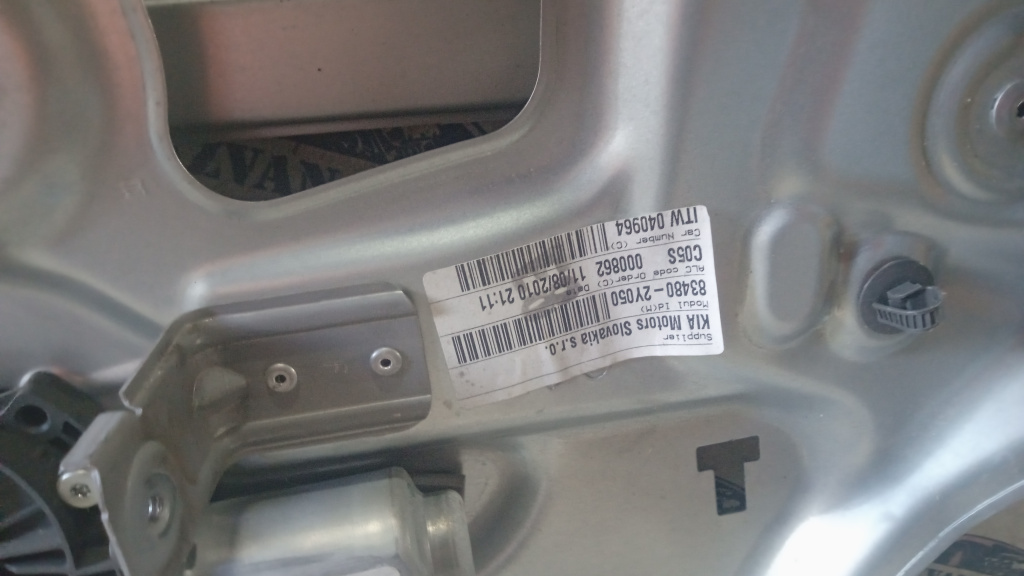 Supplier
KIA Motors Slovakia s.r.o.
Modul Id(M)
83480-2Y050
ALC code Order(C) Date
C05S 000862 11/08/2010 21:11
Car Number (C)
ITW 040964